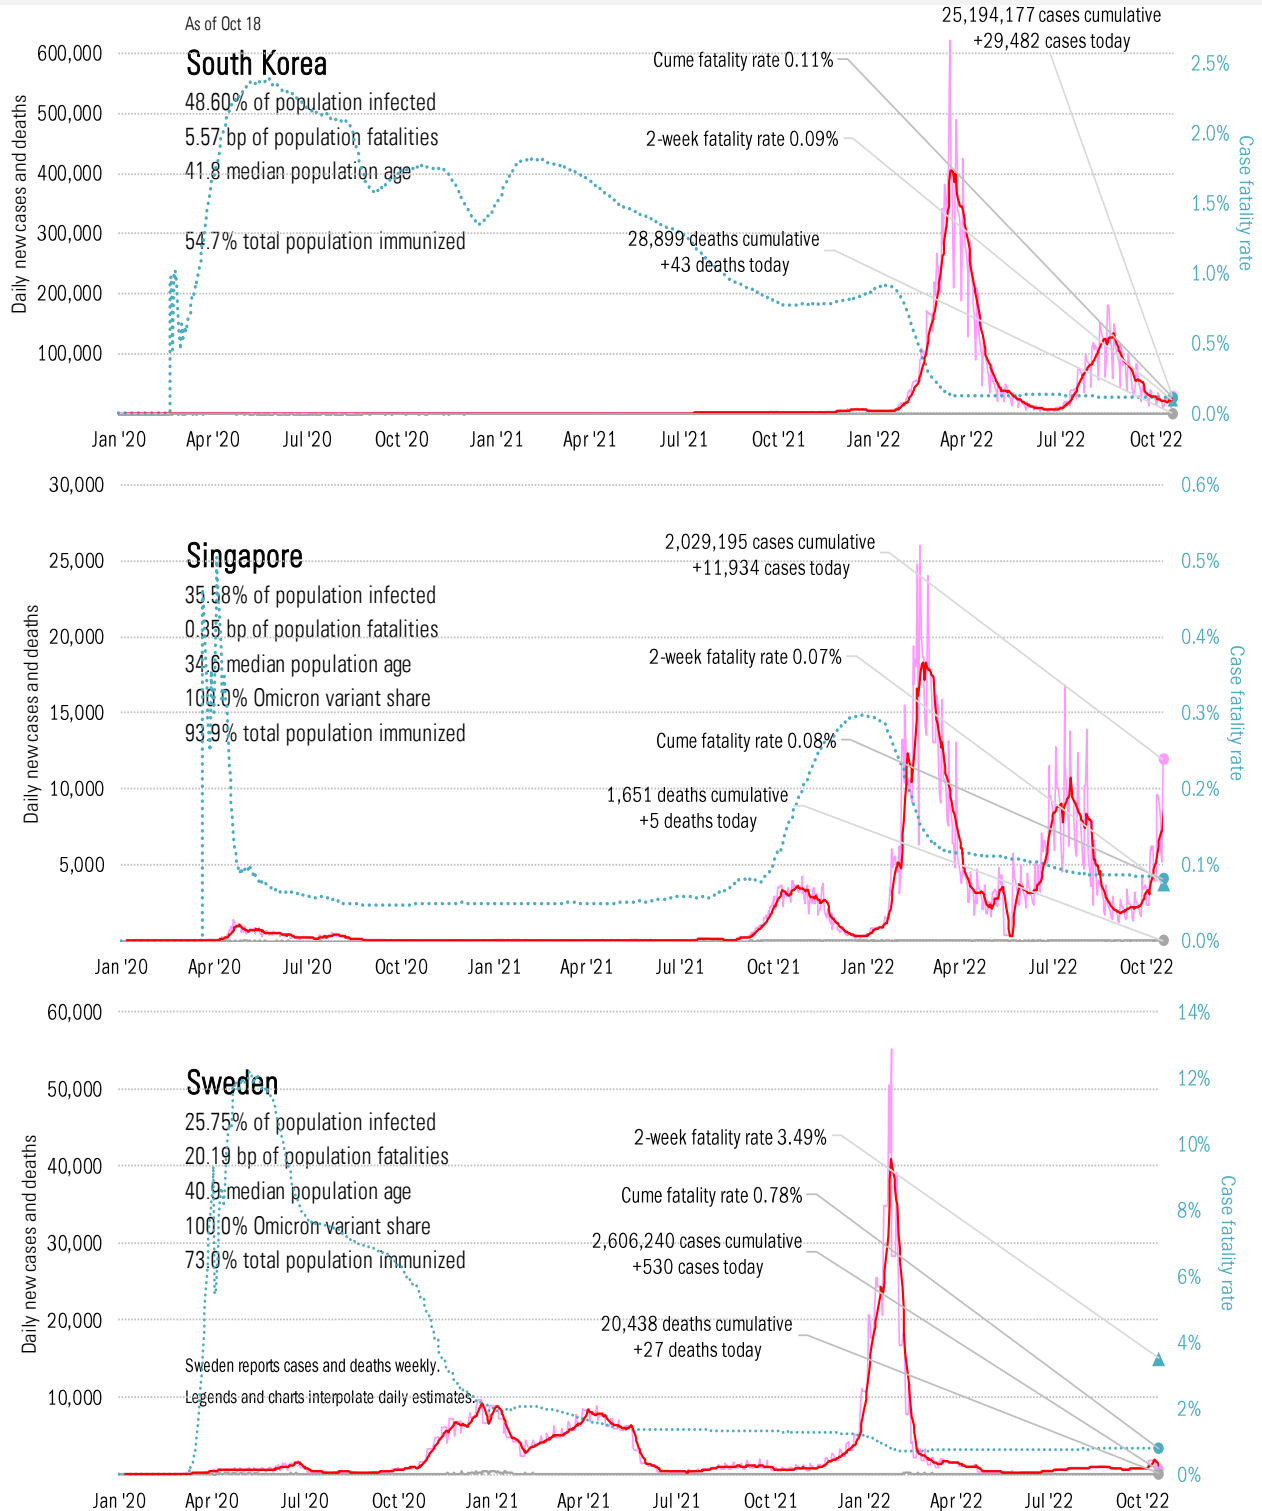 As of Oct 18
25,194,177 cases cumulative
+29,482 cases today
South Korea
48.60% of population infected
5.57 bp of population fatalities
41.8 median population age
54.7% total population immunized
Cume fatality rate 0.11%
2-week fatality rate 0.09%
28,899 deaths cumulative
+43 deaths today
Daily new cases and deaths
600,000
500,000
400,000
300,000
200,000
100,000
2.5%
2.0%
1.5%
1.0%
0.5%
0.0%
Case fatality rate
Jan '20 Apr '20 Jul '20 Oct '20 Jan '21 Apr '21 Jul '21 Oct '21 Jan '22 Apr '22 Jul '22 Oct '22
Singapore
35.58% of population infected
0.35 bp of population fatalities
34.6 median population age
100.0% Omicron variant share
93.9% total population immunized
2,029,195 cases cumulative
+11,934 cases today
2-week fatality rate 0.07%
Cume fatality rate 0.08%
1,651 deaths cumulative
+5 deaths today
Daily new cases and deaths
30,000
25,000
20,000
15,000
10,000
5,000
0.6%
0.5%
0.4%
0.3%
0.2%
0.1%
0.0%
Case fatality rate
Jan '20 Apr '20 Jul '20 Oct '20 Jan '21 Apr '21 Jul '21 Oct '21 Jan '22 Apr '22 Jul '22 Oct '22
Sweden
25.75% of population infected
20.19 bp of population fatalities
40.9 median population age
100.0% Omicron variant share
73.0% total population immunized
Sweden reports cases and deaths weekly.
Legends and charts interpolate daily estimates.
2-week fatality rate 3.49%
Cume fatality rate 0.78%
2,606,240 cases cumulative
+530 cases today
20,438 deaths cumulative
+27 deaths today
Daily new cases and deaths
60,000
50,000
40,000
30,000
20,000
10,000
14%
12%
10%
8%
6%
4%
2%
0%
Case fatality rate
Jan '20 Apr '20 Jul '20 Oct '20 Jan '21 Apr '21 Jul '21 Oct '21 Jan '22 Apr '22 Jul '22 Oct '22